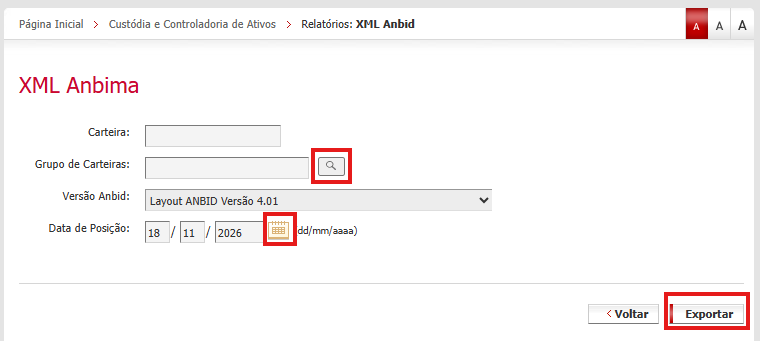 Página Inicial > Custódia e Controladoria de Ativos > Relatórios: XML Anbid
A A A
XML Anbima
Carteira:
Grupo de Carteiras:
Versão Anbid: Layout ANBID Versão 4.01
Data de Posição: 18 / 11 / 2026 dd/mm/aaaa)
Voltar Exportar